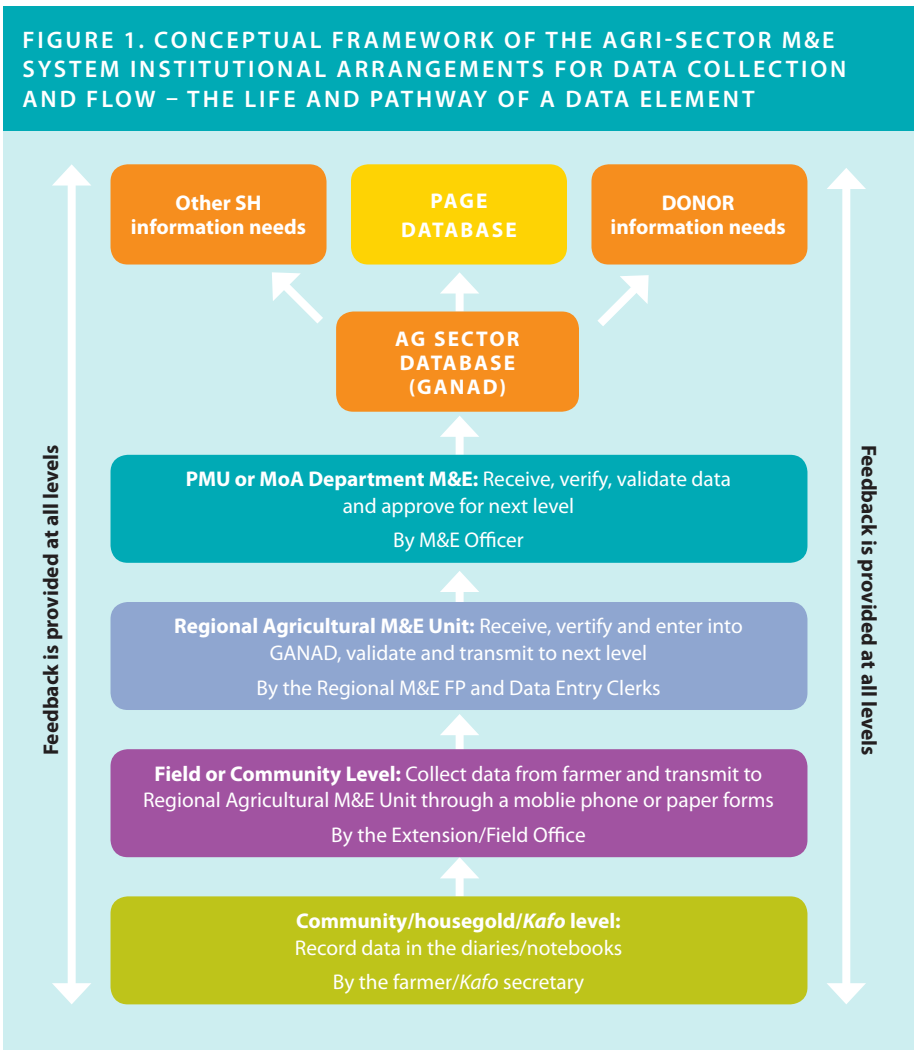 FIGURE 1. CONCEPTUAL FRAMEWORK OF THE AGRI-SECTOR M&E
SYSTEM INSTITUTIONAL ARRANGEMENTS FOR DATA COLLECTION
AND FLOW – THE LIFE AND PATHWAY OF A DATA ELEMENT
Other SH
information needs
PAGE
DATABASE
DONOR
information needs
AG SECTOR
DATABASE
(GANAD)
Feedback is provided at all levels
PMU or MoA Department M&E: Receive, verify, validate data
and approve for next level
By M&E Officer
Regional Agricultural M&E Unit: Receive, vertify and enter into
GANAD, validate and transmit to next level
By the Regional M&E FP and Data Entry Clerks
Field or Community Level: Collect data from farmer and transmit to
Regional Agricultural M&E Unit through a moblie phone or paper forms
By the Extension/Field Office
Community/housegold/Kafo level:
Record data in the diaries/notebooks
By the farmer/Kafo secretary
Feedback is provided at all levels